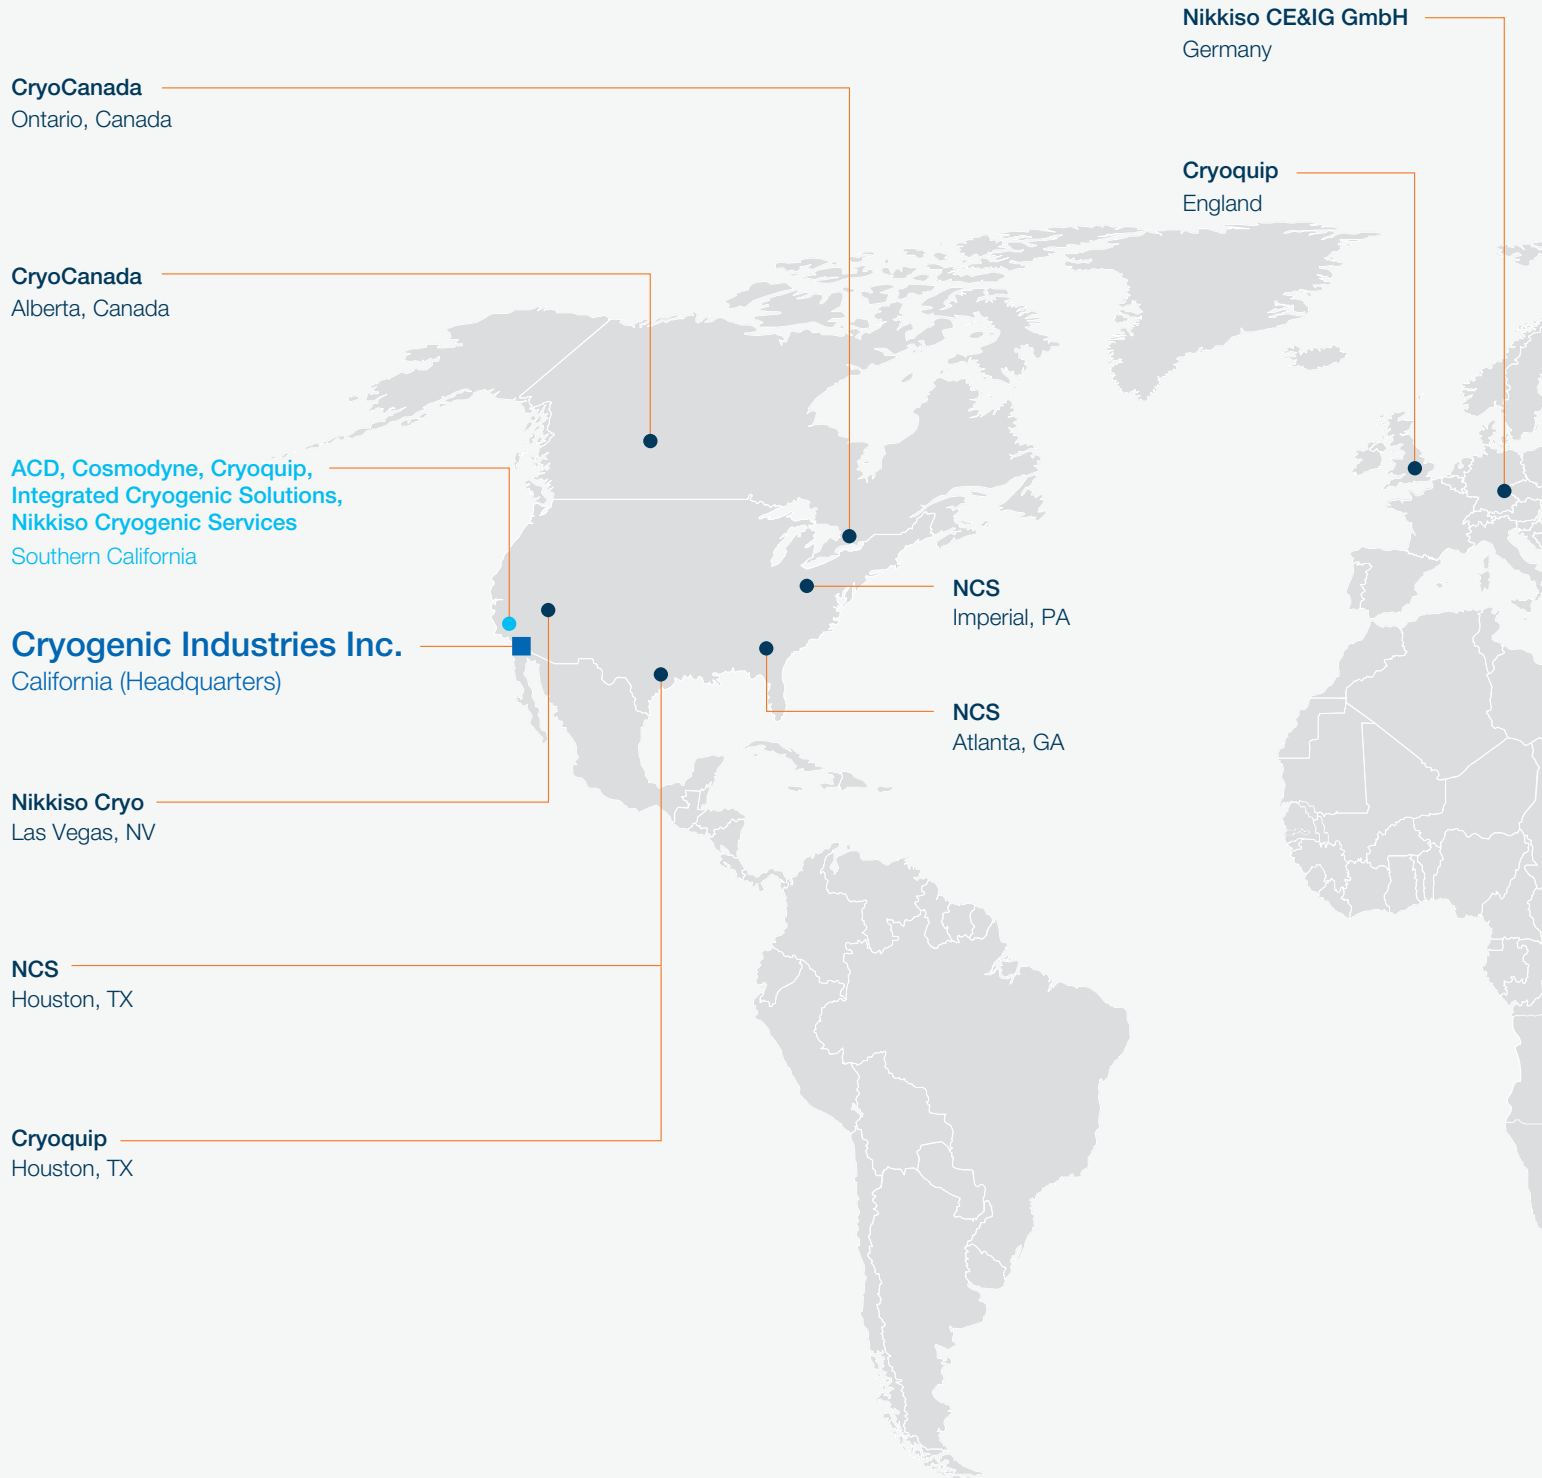 Nikkiso CE&IG GmbH
Germany
CryoCanada
Ontario, Canada
Cryoquip
England
CryoCanada
Alberta, Canada
ACD, Cosmodyne, Cryoquip,
Integrated Cryogenic Solutions,
Nikkiso Cryogenic Services
Southern California
NCS
Imperial, PA
Cryogenic Industries Inc.
California (Headquarters)
NCS
Atlanta, GA
Nikkiso Cryo
Las Vegas, NV
NCS
Houston, TX
Cryoquip
Houston, TX